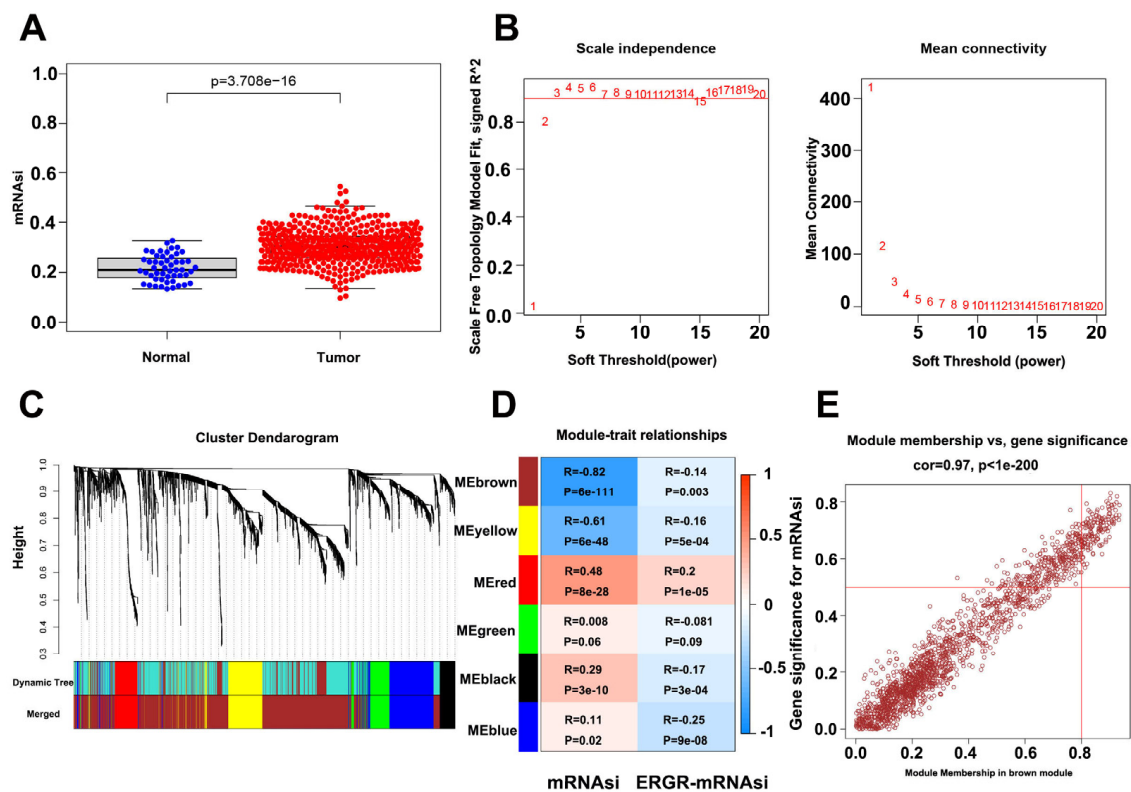 A
p=3.708e-16
mRNAsi
1.0
0.8
0.6
0.4
0.2
0.0
Normal
Tumor
B
Scale independence
Scale Free Topololgy Mdodel Fit, signed R^2
0.8
0.6
0.4
0.2
0.0
1
2
3 4 5 6 7 8 9 10 11 12 13 14 15 16 17 18 19 20
5 10 15 20
Soft Threshold(power)
Mean connectivity
Mean Connectivity
400
300
200
100
0
1
2
3
4 5 6 7 8 9 10 11 12 13 14 15 16 17 18 19 20
5 10 15 20
Soft Threshold (power)
C
Cluster Dendarogram
Height
1.0
0.9
0.8
0.7
0.6
0.5
0.4
0.3
Dynamic Tree
Merged
D
Module-trait relationships
MEbrown
R=-0.82 R=-0.14
P=6e-111 P=0.003
MEyellow
R=-0.61 R=-0.16
P=6e-48 P=5e-04
MEred
R=0.48 R=0.2
P=8e-28 P=1e-05
MEgreen
R=0.008 R=-0.081
P=0.06 P=0.09
MEblack
R=0.29 R=-0.17
P=3e-10 P=3e-04
MEblue
R=0.11 R=-0.25
P=0.02 P=9e-08
mRNAsi ERGR-mRNAsi
1
0.5
0
-0.5
-1
E
Module membership vs, gene significance
cor=0.97, p<1e-200
Gene significance for mRNAsi
0.8
0.6
0.4
0.2
0.0
0.0 0.2 0.4 0.6 0.8
Module Membership in brown module